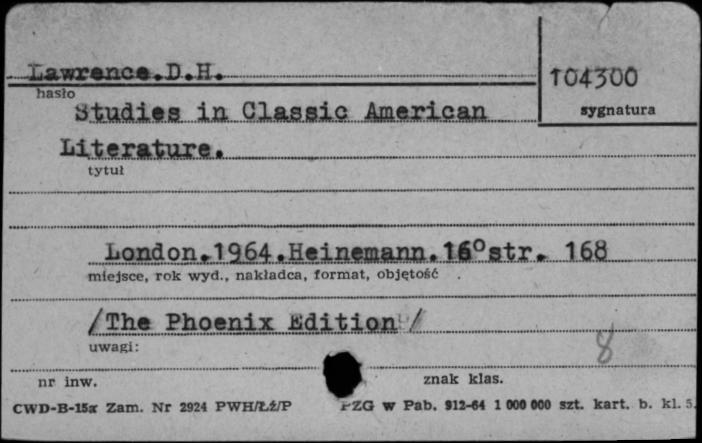 Lawrence.D.H.
104300
hasło
sygnatura
Studies in Classic American
Literature.
tytuł
London.1964.Heinemann.16° str. 168
miejsce, rok wyd., nakładca, format, objętość
/The Phoenix Edition /
uwagi:
8
nr inw.
znak klas.
CWD-B-15a Zam. Nr 2924 PWH/Łż/P PZG w Pab. 912-64 1 000 000 szt. kart. b. kl. 5.